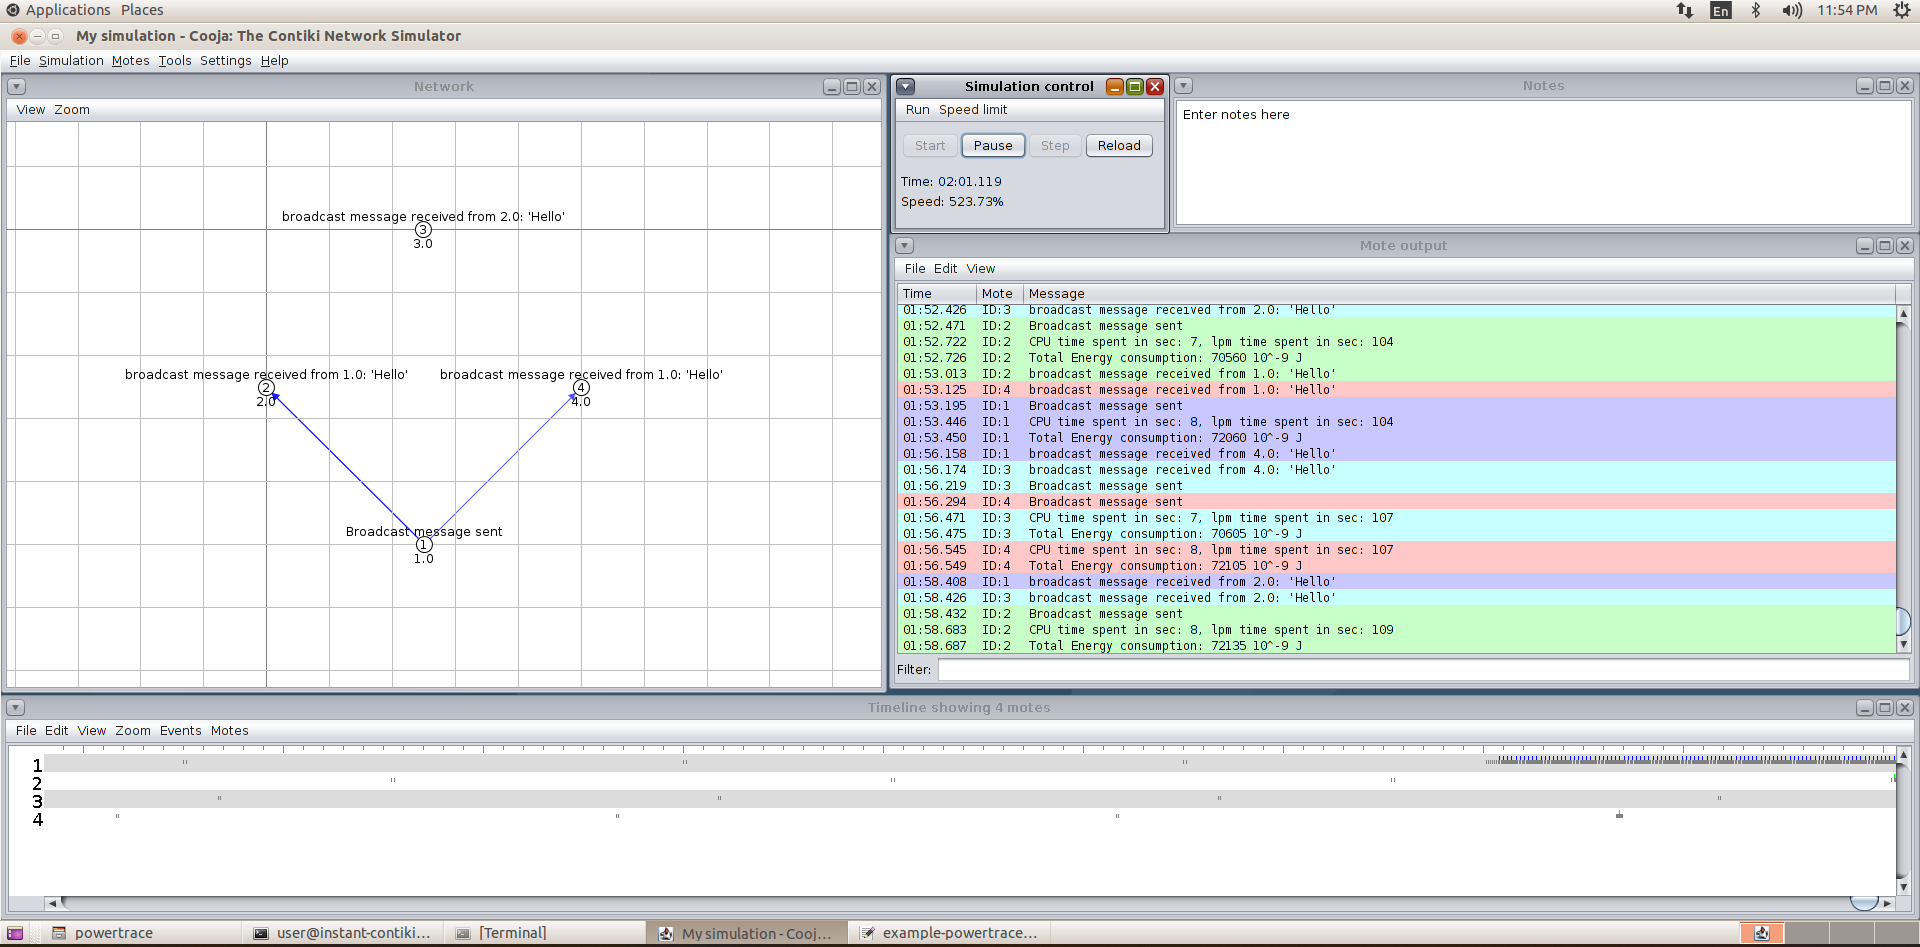 Applications Places En 11:54 PM
My simulation - Cooja: The Contiki Network Simulator
File Simulation Motes Tools Settings Help
Network
View Zoom
broadcast message received from 2.0: 'Hello'
3
3.0
broadcast message received from 1.0: 'Hello'
2
2.0
broadcast message received from 1.0: 'Hello'
4
4.0
Broadcast message sent
1
1.0
Simulation control
Run Speed limit
Start Pause Step Reload
Time: 02:01.119
Speed: 523.73%
Notes
Enter notes here
Mote output
File Edit View
Time Mote Message
01:52.426 ID:3 broadcast message received from 2.0: 'Hello'
01:52.471 ID:2 Broadcast message sent
01:52.722 ID:2 CPU time spent in sec: 7, lpm time spent in sec: 104
01:52.726 ID:2 Total Energy consumption: 70560 10^-9 J
01:53.013 ID:2 broadcast message received from 1.0: 'Hello'
01:53.125 ID:4 broadcast message received from 1.0: 'Hello'
01:53.195 ID:1 Broadcast message sent
01:53.446 ID:1 CPU time spent in sec: 8, lpm time spent in sec: 104
01:53.450 ID:1 Total Energy consumption: 72060 10^-9 J
01:56.158 ID:1 broadcast message received from 4.0: 'Hello'
01:56.174 ID:3 broadcast message received from 4.0: 'Hello'
01:56.219 ID:3 Broadcast message sent
01:56.294 ID:4 Broadcast message sent
01:56.471 ID:3 CPU time spent in sec: 7, lpm time spent in sec: 107
01:56.475 ID:3 Total Energy consumption: 70605 10^-9 J
01:56.545 ID:4 CPU time spent in sec: 8, lpm time spent in sec: 107
01:56.549 ID:4 Total Energy consumption: 72105 10^-9 J
01:58.408 ID:1 broadcast message received from 2.0: 'Hello'
01:58.426 ID:3 broadcast message received from 2.0: 'Hello'
01:58.432 ID:2 Broadcast message sent
01:58.683 ID:2 CPU time spent in sec: 8, lpm time spent in sec: 109
01:58.687 ID:2 Total Energy consumption: 72135 10^-9 J
Filter:
Timeline showing 4 motes
File Edit View Zoom Events Motes
1
2
3
4
powertrace user@instant-contiki... [Terminal] My simulation - Cooj... example-powertrace...